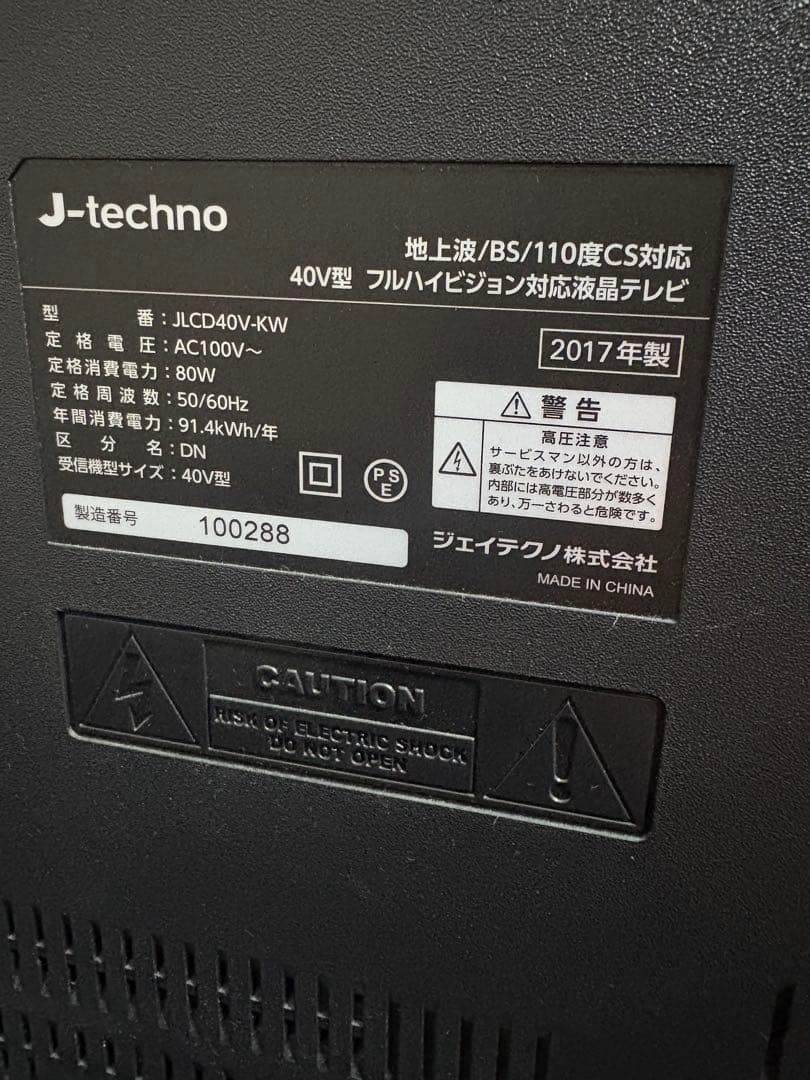 J-techno
地上波/BS/110度CS対応
40V型 フルハイビジョン対応液晶テレビ
型番：JLCD40V-KW
定格電圧：AC100V～
定格消費電力：80W
定格周波数：50/60Hz
年間消費電力：91.4kWh/年
区分名：DN
受信機型サイズ：40V型
PSE
製造番号 100288
2017年製
警告
高圧注意
サービスマン以外の方は、
裏ぶたをあけないでください。
内部には高電圧部分が数多く
あり、万一さわると危険です。
ジェイテクノ株式会社
MADE IN CHINA
CAUTION
RISK OF ELECTRIC SHOCK
DO NOT OPEN